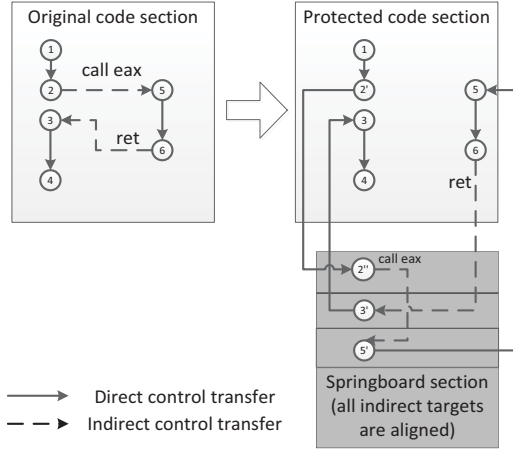 Original code section
Protected code section
1
2
call eax
5
3
ret
6
4
1
2'
5
3
6
4
ret
2''
call eax
3'
5'
Springboard section
(all indirect targets
are aligned)
Direct control transfer
Indirect control transfer